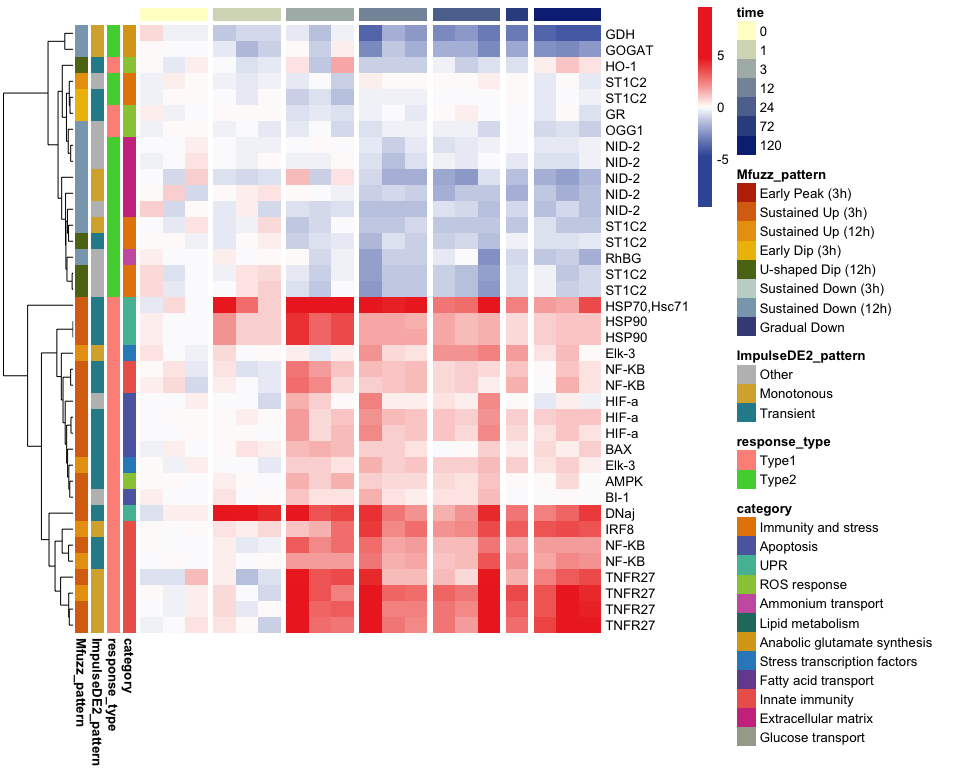 GDH
GOGAT
HO-1
ST1C2
ST1C2
GR
OGG1
NID-2
NID-2
NID-2
NID-2
NID-2
ST1C2
ST1C2
RhBG
ST1C2
ST1C2
HSP70,Hsc71
HSP90
HSP90
Elk-3
NF-KB
NF-KB
HIF-a
HIF-a
HIF-a
BAX
Elk-3
AMPK
BI-1
DNaj
IRF8
NF-KB
NF-KB
TNFR27
TNFR27
TNFR27
TNFR27
Mfuzz_pattern
ImpulseDE2_pattern
response_type
category
5
0
-5
time
0
1
3
12
24
72
120
Mfuzz_pattern
Early Peak (3h)
Sustained Up (3h)
Sustained Up (12h)
Early Dip (3h)
U-shaped Dip (12h)
Sustained Down (3h)
Sustained Down (12h)
Gradual Down
ImpulseDE2_pattern
Other
Monotonous
Transient
response_type
Type1
Type2
category
Immunity and stress
Apoptosis
UPR
ROS response
Ammonium transport
Lipid metabolism
Anabolic glutamate synthesis
Stress transcription factors
Fatty acid transport
Innate immunity
Extracellular matrix
Glucose transport